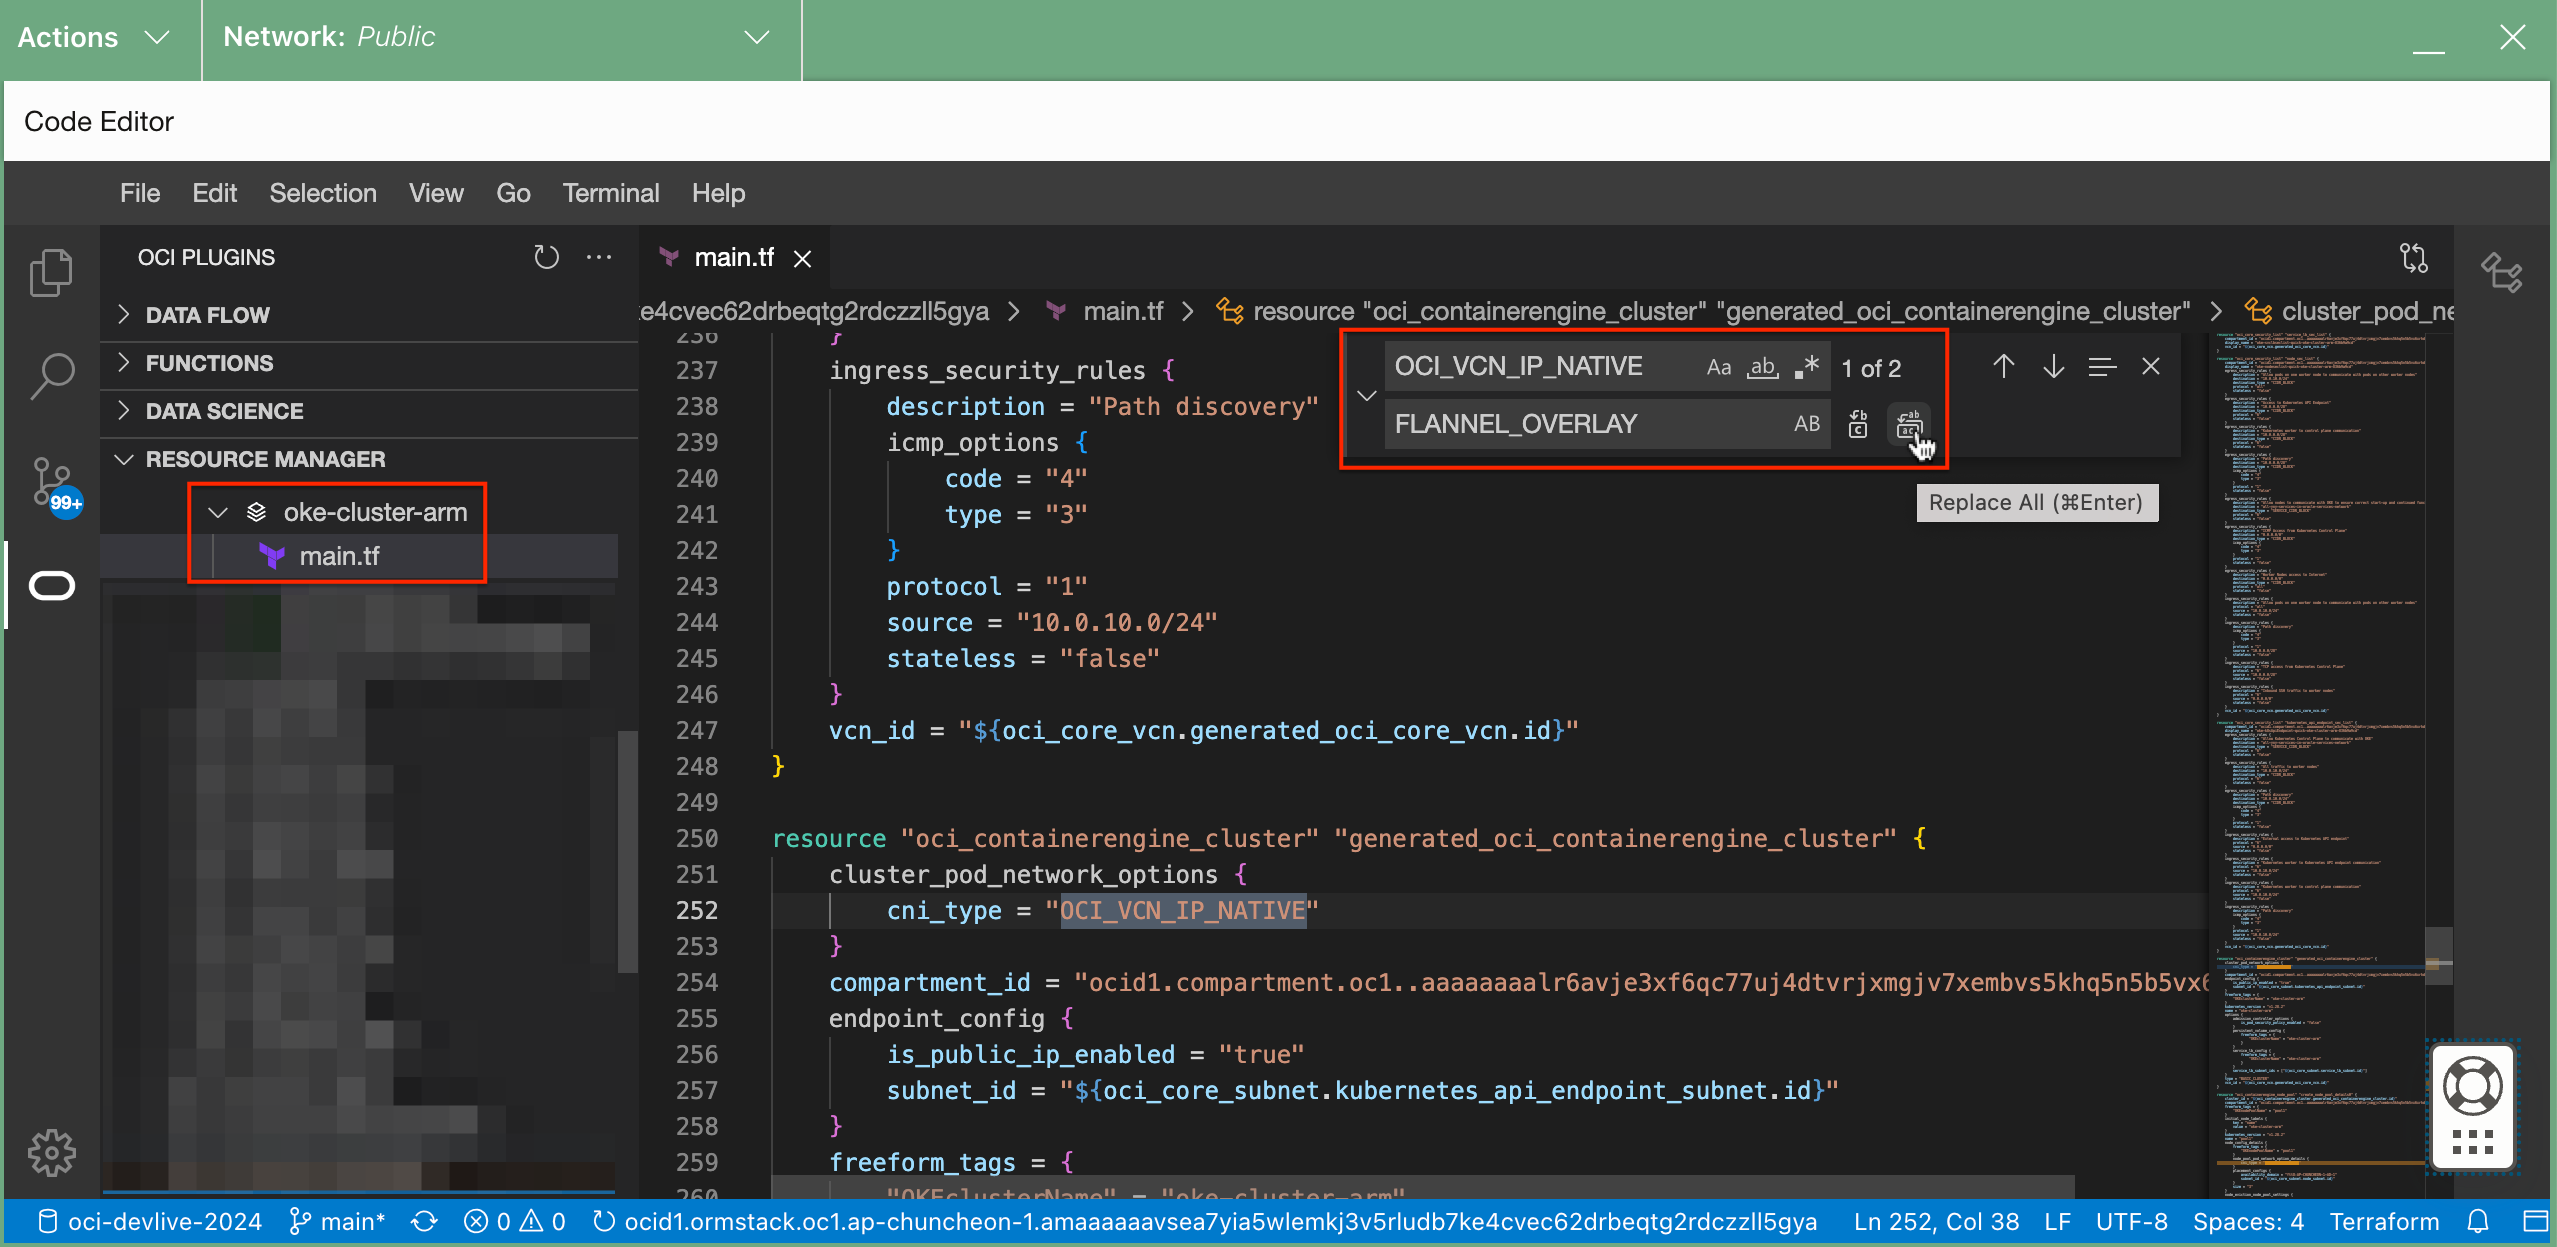 Actions
Network: Public
Code Editor
File Edit Selection View Go Terminal Help
OCI PLUGINS
DATA FLOW
FUNCTIONS
DATA SCIENCE
RESOURCE MANAGER
oke-cluster-arm
main.tf
99+
main.tf
ke4cvec62drbeqtg2rdczzll5gya > main.tf > resource "oci_containerengine_cluster" "generated_oci_containerengine_cluster" > cluster_pod_ne
OCI_VCN_IP_NATIVE Aa ab .* 1 of 2
FLANNEL_OVERLAY AB
Replace All (⌘Enter)
236 }
237 ingress_security_rules {
238 description = "Path discovery"
239 icmp_options {
240 code = "4"
241 type = "3"
242 }
243 protocol = "1"
244 source = "10.0.10.0/24"
245 stateless = "false"
246 }
247 vcn_id = "${oci_core_vcn.generated_oci_core_vcn.id}"
248 }
249
250 resource "oci_containerengine_cluster" "generated_oci_containerengine_cluster" {
251 cluster_pod_network_options {
252 cni_type = "OCI_VCN_IP_NATIVE"
253 }
254 compartment_id = "ocid1.compartment.oc1..aaaaaaaalr6avje3xf6qc77uj4dtvrjxmgjv7xembvs5khq5n5b5vx6
255 endpoint_config {
256 is_public_ip_enabled = "true"
257 subnet_id = "${oci_core_subnet.kubernetes_api_endpoint_subnet.id}"
258 }
259 freeform_tags = {
260 "OKEclusterName" = "oke-cluster-arm"
oci-devlive-2024 main* 0 0 ocid1.ormstack.oc1.ap-chuncheon-1.amaaaaaavsea7yia5wlemkj3v5rludb7ke4cvec62drbeqtg2rdczzll5gya Ln 252, Col 38 LF UTF-8 Spaces: 4 Terraform